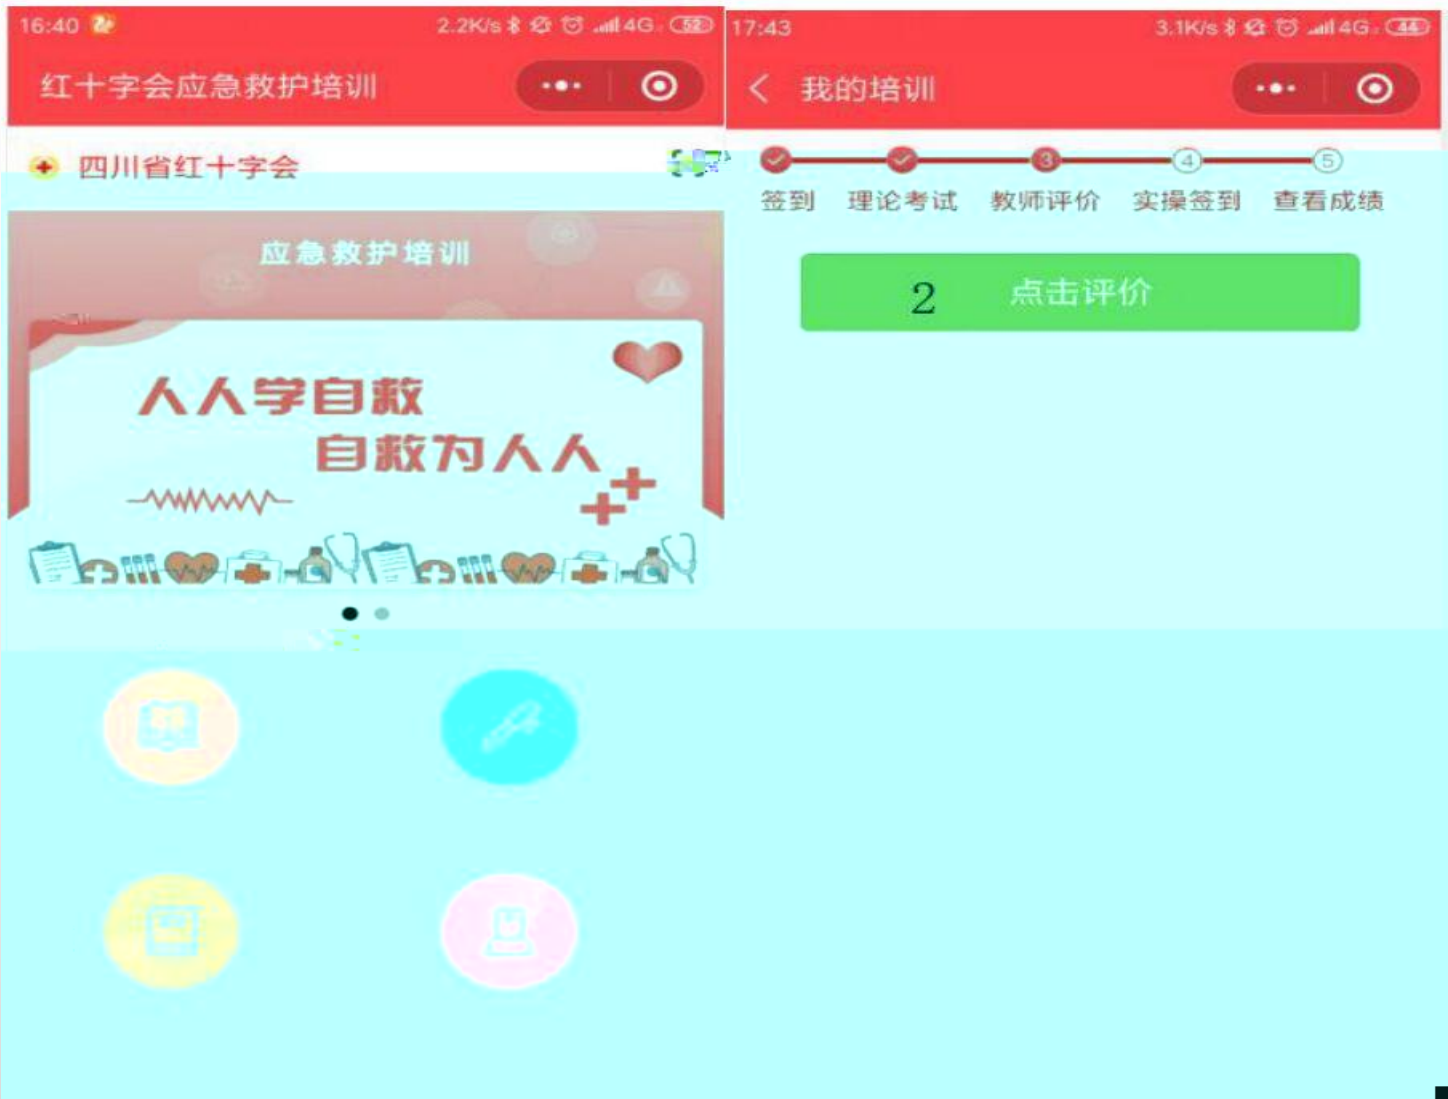 16:40 2.2K/s 4G 52
红十字会应急救护培训
四川省红十字会
应急救护培训
人人学自救
自救为人人
17:43 3.1K/s 4G 44
我的培训
3 4 5
签到 理论考试 教师评价 实操签到 查看成绩
2 点击评价